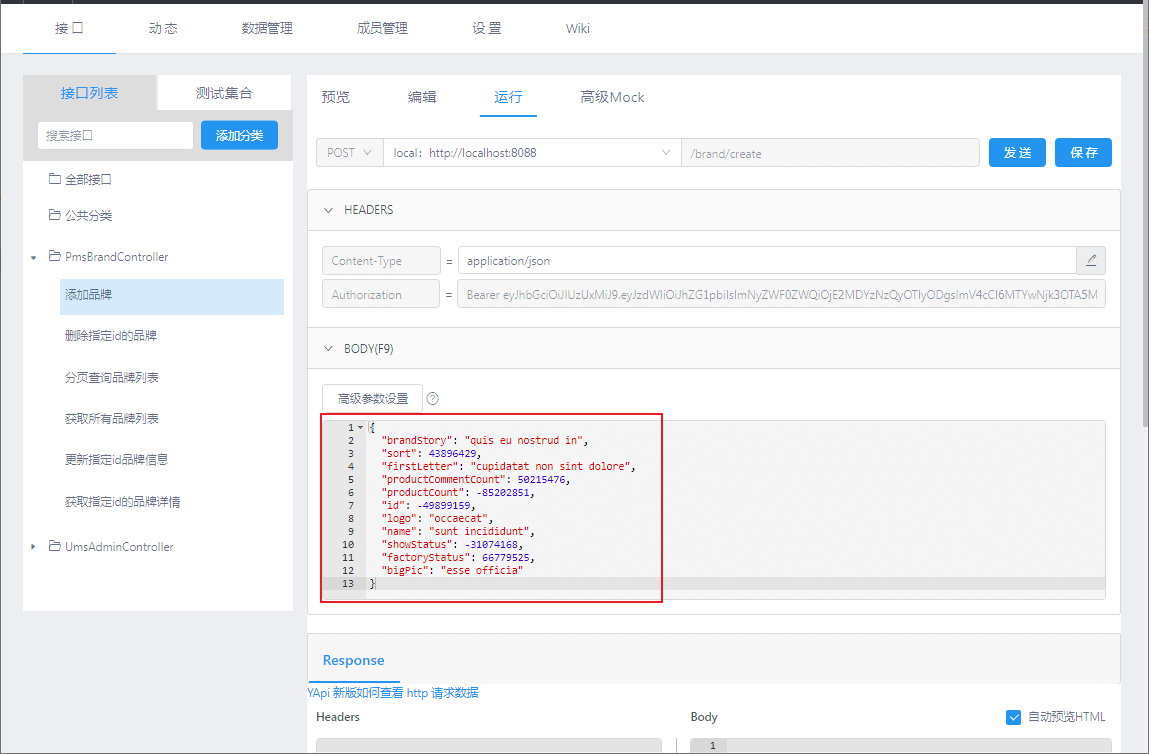 接口 动态 数据管理 成员管理 设置 Wiki
接口列表 测试集合
搜索接口 添加分类
全部接口
公共分类
PmsBrandController
添加品牌
删除指定id的品牌
分页查询品牌列表
获取所有品牌列表
更新指定id品牌信息
获取指定id的品牌详情
UmsAdminController
预览 编辑 运行 高级Mock
POST local：http://localhost:8088 /brand/create 发送 保存
HEADERS
Content-Type = application/json
Authorization =
BODY(F9)
高级参数设置 ?
1 {
2 "brandStory": "quis eu nostrud in",
3 "sort": 43896429,
4 "firstLetter": "cupidatat non sint dolore",
5 "productCommentCount": 50215476,
6 "productCount": -85202851,
7 "id": -49899159,
8 "logo": "occaecat",
9 "name": "sunt incididunt",
10 "showStatus": -31074168,
11 "factoryStatus": 66779525,
12 "bigPic": "esse officia"
13 }
Response
YApi 新版如何查看 http 请求数据
Headers Body 自动预览HTML
1